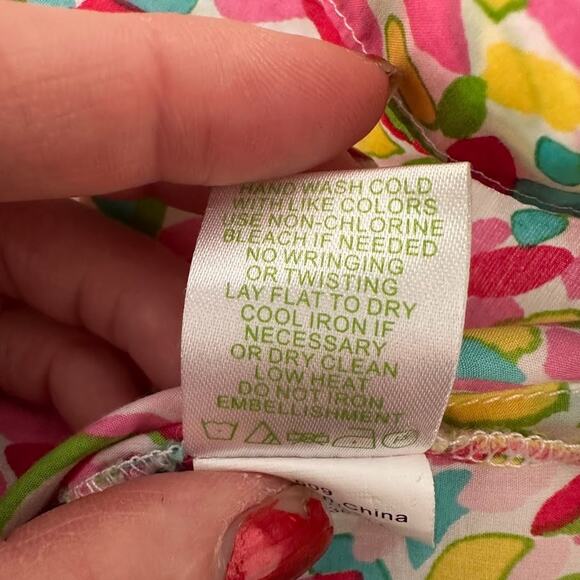 HAND WASH COLD
WITH LIKE COLORS
USE NON-CHLORINE
BLEACH IF NEEDED
NO WRINGING
OR TWISTING
LAY FLAT TO DRY
COOL IRON IF
NECESSARY
OR DRY CLEAN
LOW HEAT
DO NOT IRON
EMBELLISHMENT
China